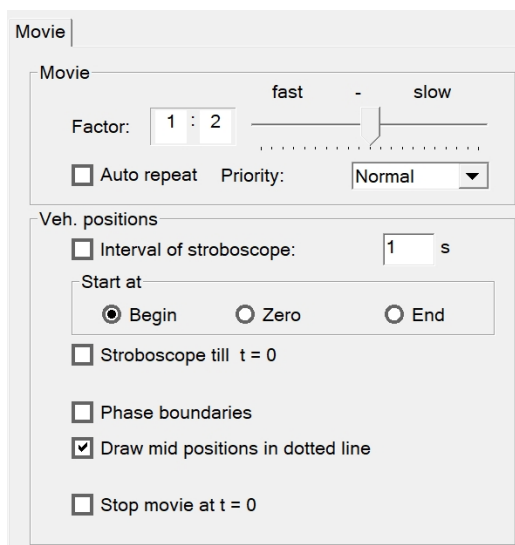 Movie
Movie
fast - slow
Factor: 1 : 2
Auto repeat Priority: Normal
Veh. positions
Interval of stroboscope: 1 s
Start at
Begin Zero End
Stroboscope till t = 0
Phase boundaries
Draw mid positions in dotted line
Stop movie at t = 0